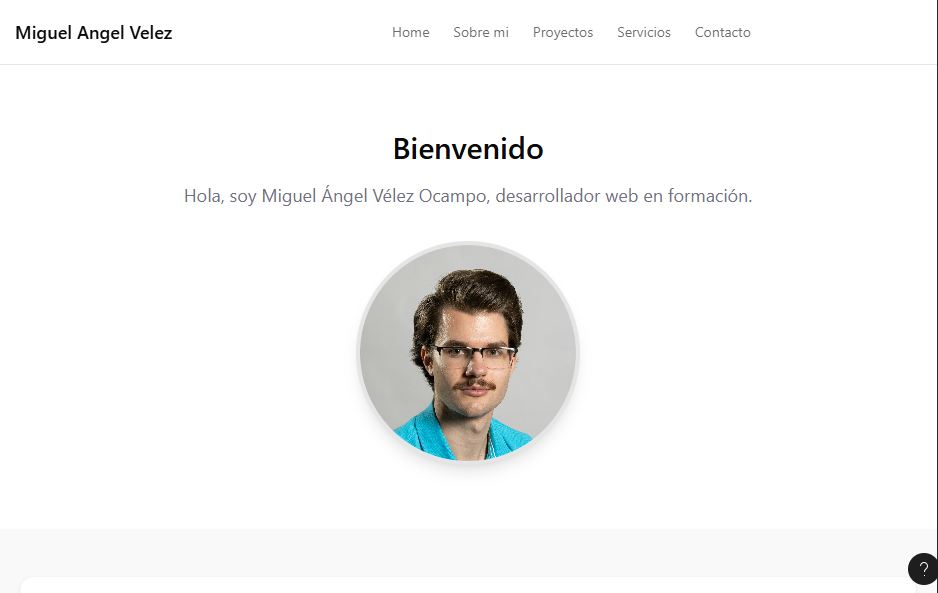 Miguel Angel Velez
Home Sobre mi Proyectos Servicios Contacto
Bienvenido
Hola, soy Miguel Ángel Vélez Ocampo, desarrollador web en formación.
?